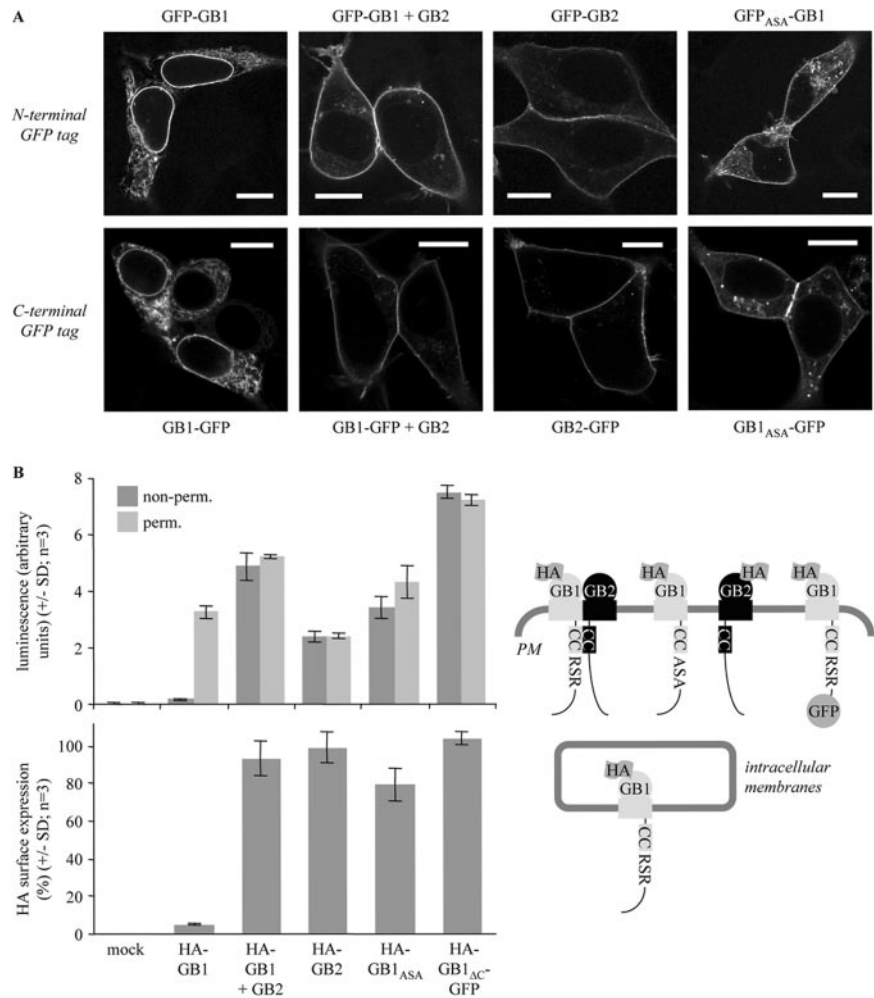 A
GFP-GB1
GFP-GB1 + GB2
GFP-GB2
GFP_ASA-GB1
N-terminal
GFP tag
C-terminal
GFP tag
GB1-GFP
GB1-GFP + GB2
GB2-GFP
GB1_ASA-GFP
B
luminescence (arbitrary
units) (+/- SD; n=3)
8
6
4
2
0
non-perm.
perm.
HA surface expression
(%) (+/- SD; n=3)
100
80
60
40
20
0
mock
HA-
GB1
HA-
GB1
+ GB2
HA-
GB2
HA-
GB1_ASA
HA-
GB1_ΔC-
GFP
HA
GB1
GB2
CC
RSR
CC
HA
GB1
CC
ASA
GB2
HA
CC
HA
GB1
CC
RSR
GFP
PM
HA
GB1
CC
RSR
intracellular
membranes